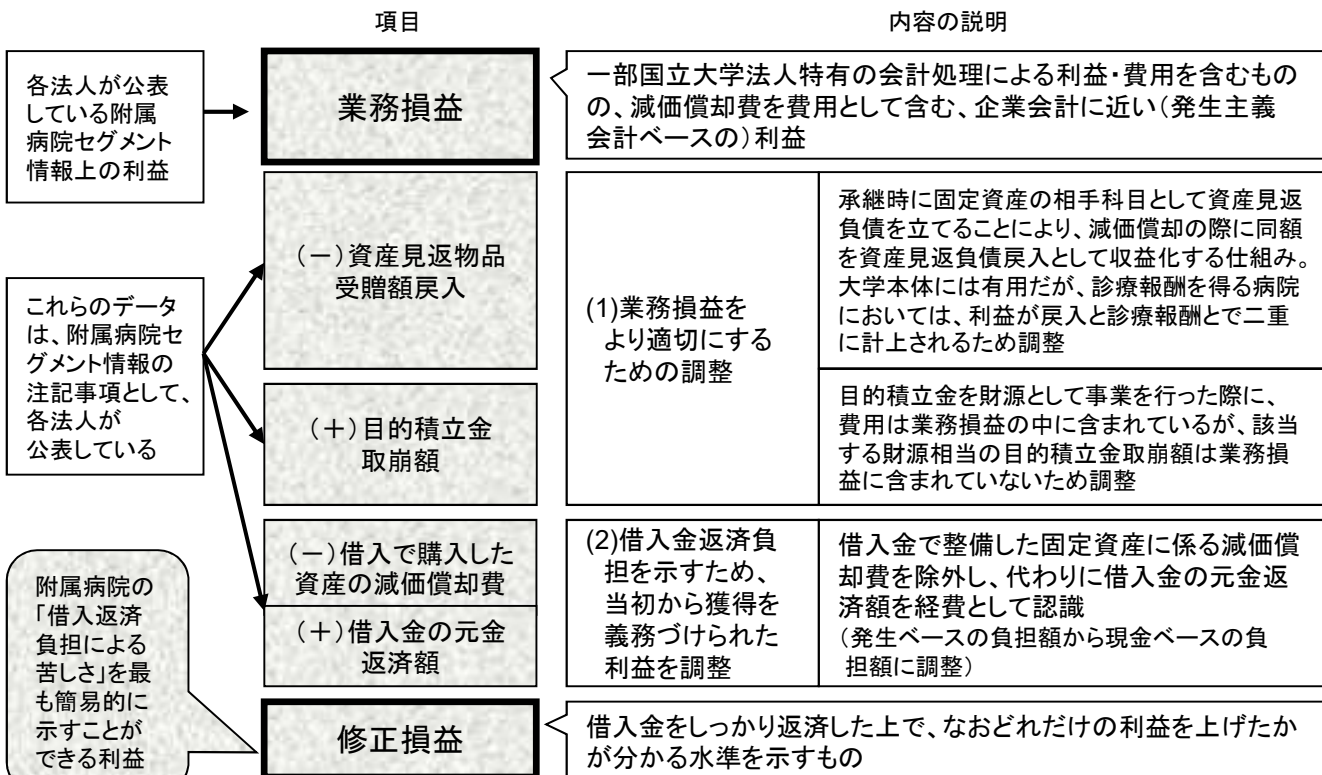 項目
内容の説明
各法人が公表
している附属
病院セグメント
情報上の利益
業務損益
一部国立大学法人特有の会計処理による利益・費用を含むもの
の、減価償却費を費用として含む、企業会計に近い(発生主義
会計ベースの)利益
これらのデータ
は、附属病院セ
グメント情報の
注記事項として、
各法人が
公表している
(-)資産見返物品
受贈額戻入
(1)業務損益を
より適切にする
ための調整
承継時に固定資産の相手科目として資産見返
負債を立てることにより、減価償却の際に同額
を資産見返負債戻入として収益化する仕組み。
大学本体には有用だが、診療報酬を得る病院
においては、利益が戻入と診療報酬とで二重
に計上されるため調整
(+)目的積立金
取崩額
目的積立金を財源として事業を行った際に、
費用は業務損益の中に含まれているが、該当
する財源相当の目的積立金取崩額は業務損
益に含まれていないため調整
(-)借入で購入した
資産の減価償却費
(+)借入金の元金
返済額
(2)借入金返済負
担を示すため、
当初から獲得を
義務づけられた
利益を調整
借入金で整備した固定資産に係る減価償
却費を除外し、代わりに借入金の元金返
済額を経費として認識
(発生ベースの負担額から現金ベースの負
担額に調整)
附属病院の
「借入返済
負担による
苦しさ」を最
も簡易的に
示すことが
できる利益
修正損益
借入金をしっかり返済した上で、なおどれだけの利益を上げたか
が分かる水準を示すもの